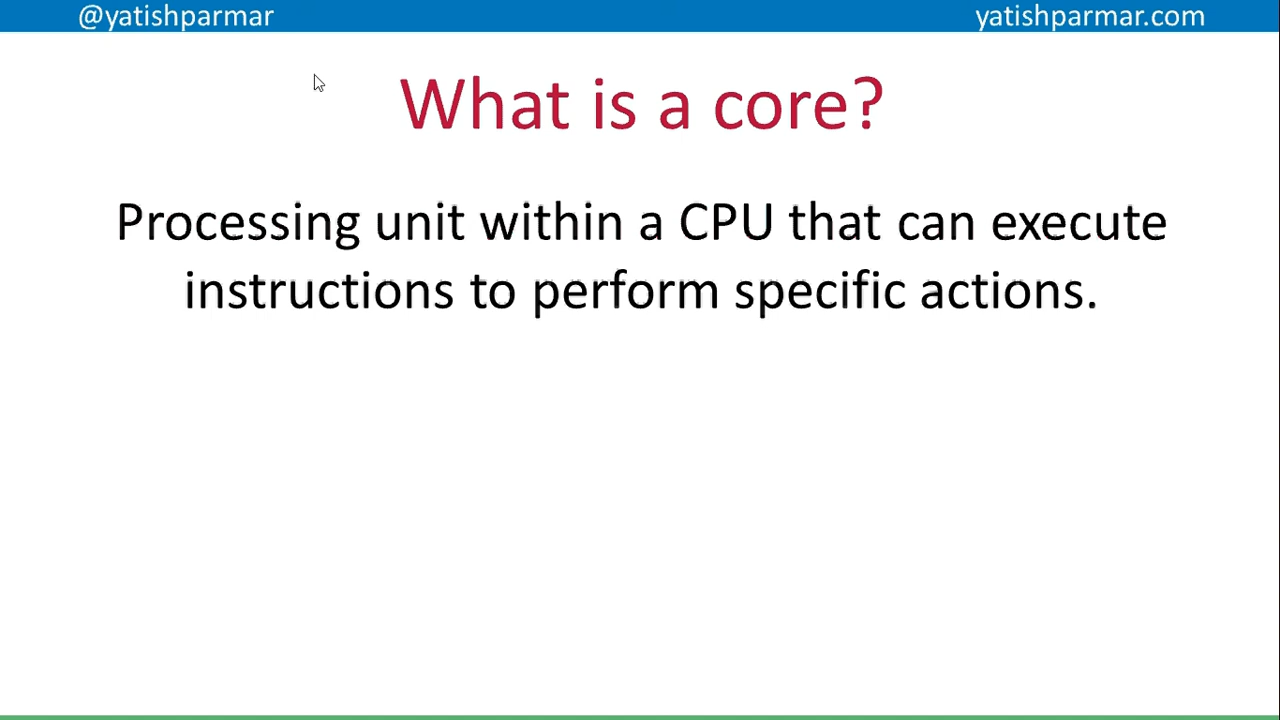 @yatishparmar
yatishparmar.com
What is a core?
Processing unit within a CPU that can execute
instructions to perform specific actions.